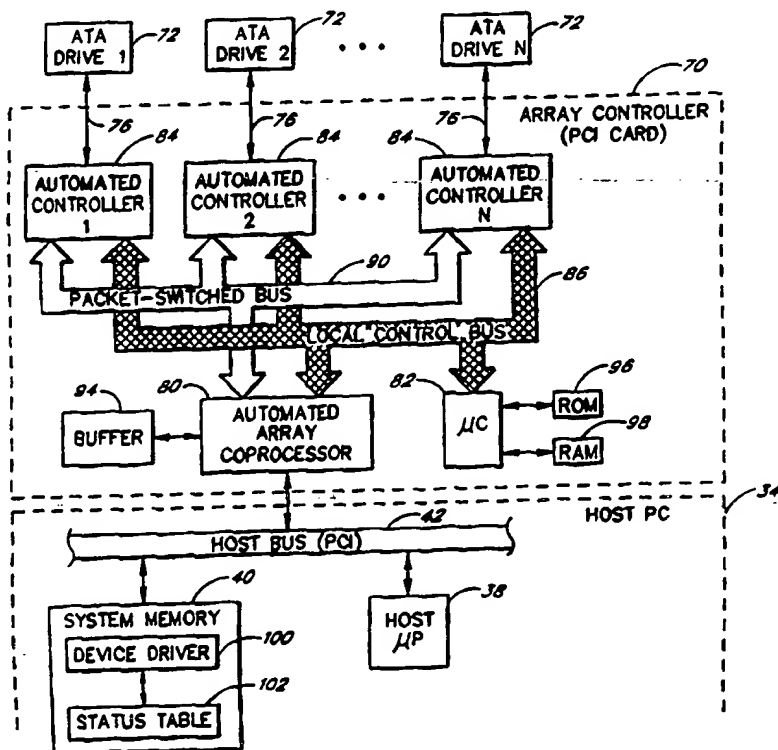 ATA DRIVE 1
72
ATA DRIVE 2
72
ATA DRIVE N
72
70
76
84
76
84
76
84
ARRAY CONTROLLER
(PCI CARD)
AUTOMATED
CONTROLLER
1
AUTOMATED
CONTROLLER
2
AUTOMATED
CONTROLLER
N
90
86
PACKET-SWITCHED BUS
LOCAL CONTROL BUS
94
80
82
96
BUFFER
AUTOMATED
ARRAY
COPROCESSOR
μC
ROM
98
RAM
34
42
HOST PC
HOST BUS (PCI)
40
38
SYSTEM MEMORY
100
DEVICE DRIVER
102
STATUS TABLE
HOST
μP